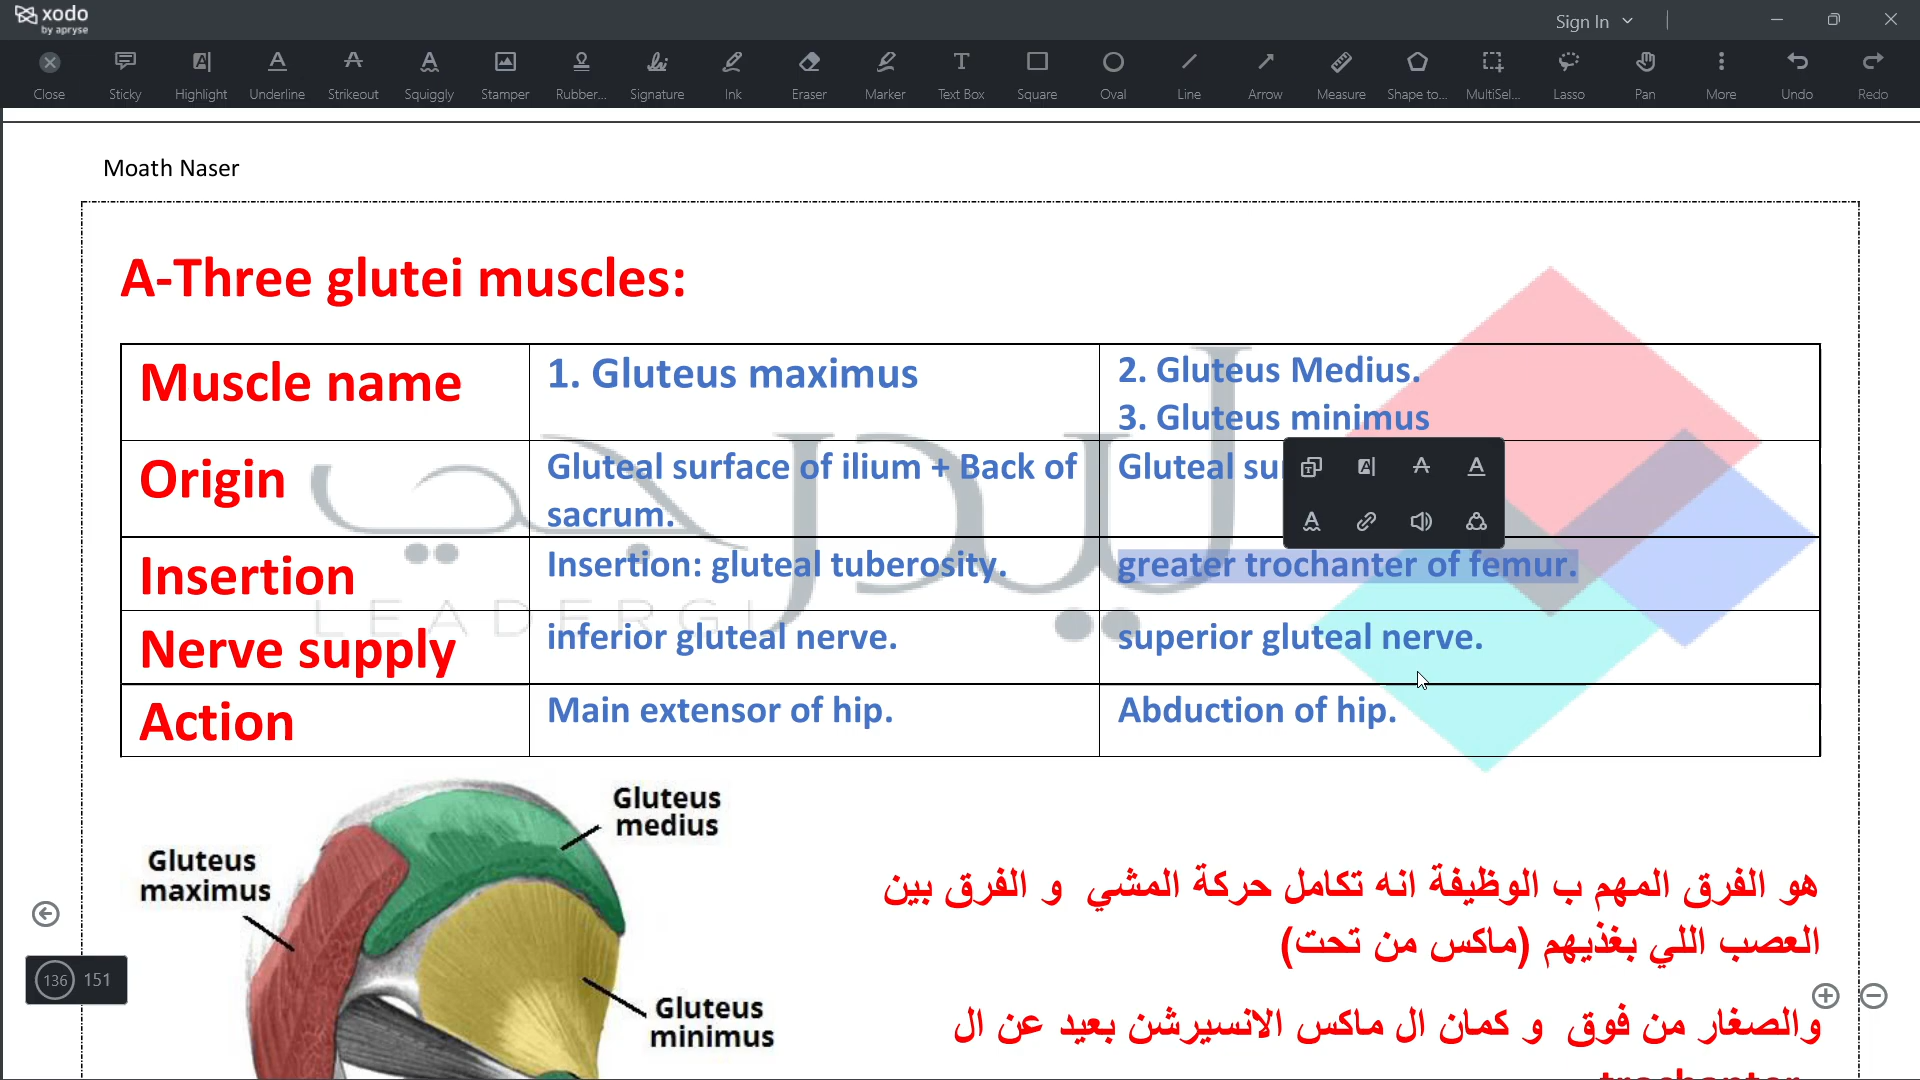 xodo
by apryse
Sign In
Close
Sticky
Highlight
Underline
Strikeout
Squiggly
Stamper
Rubber...
Signature
Ink
Eraser
Marker
Text Box
Square
Oval
Line
Arrow
Measure
Shape to...
MultiSel...
Lasso
Pan
More
Undo
Redo
Moath Naser
A-Three glutei muscles:
Muscle name
1. Gluteus maximus
2. Gluteus Medius.
3. Gluteus minimus
Origin
Gluteal surface of ilium + Back of
sacrum.
Gluteal su
Insertion
Insertion: gluteal tuberosity.
greater trochanter of femur.
Nerve supply
inferior gluteal nerve.
superior gluteal nerve.
Action
Main extensor of hip.
Abduction of hip.
ليدرجي
LEADERGI
Gluteus
medius
Gluteus
maximus
Gluteus
minimus
هو الفرق المهم ب الوظيفة انه تكامل حركة المشي و الفرق بين
العصب اللي بغذيهم (ماكس من تحت)
والصغار من فوق و كمان ال ماكس الانسيرشن بعيد عن ال
trochanter
136 151